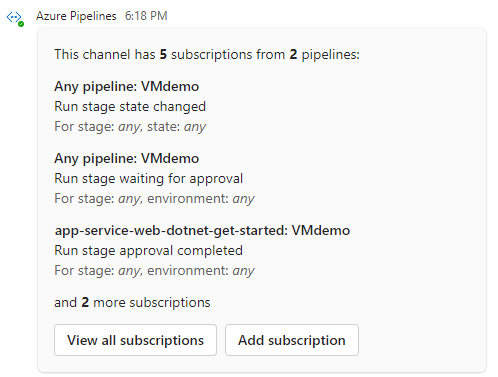 Azure Pipelines 6:18 PM
This channel has 5 subscriptions from 2 pipelines:
Any pipeline: VMdemo
Run stage state changed
For stage: any, state: any
Any pipeline: VMdemo
Run stage waiting for approval
For stage: any, environment: any
app-service-web-dotnet-get-started: VMdemo
Run stage approval completed
For stage: any, environment: any
and 2 more subscriptions
View all subscriptions Add subscription